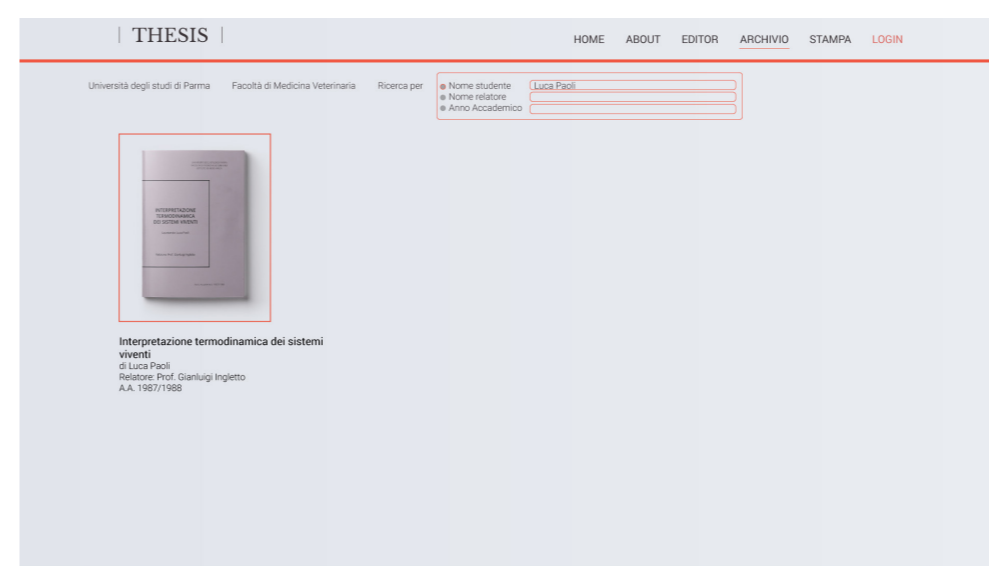 | THESIS |
HOME ABOUT EDITOR ARCHIVIO STAMPA LOGIN
Università degli studi di Parma Facoltà di Medicina Veterinaria Ricerca per
Nome studente Luca Paoli
Nome relatore
Anno Accademico
INTERPRETAZIONE
TERMODINAMICA
DEI SISTEMI VIVENTI
Interpretazione termodinamica dei sistemi
viventi
di Luca Paoli
Relatore: Prof. Gianluigi Ingletto
A.A. 1987/1988